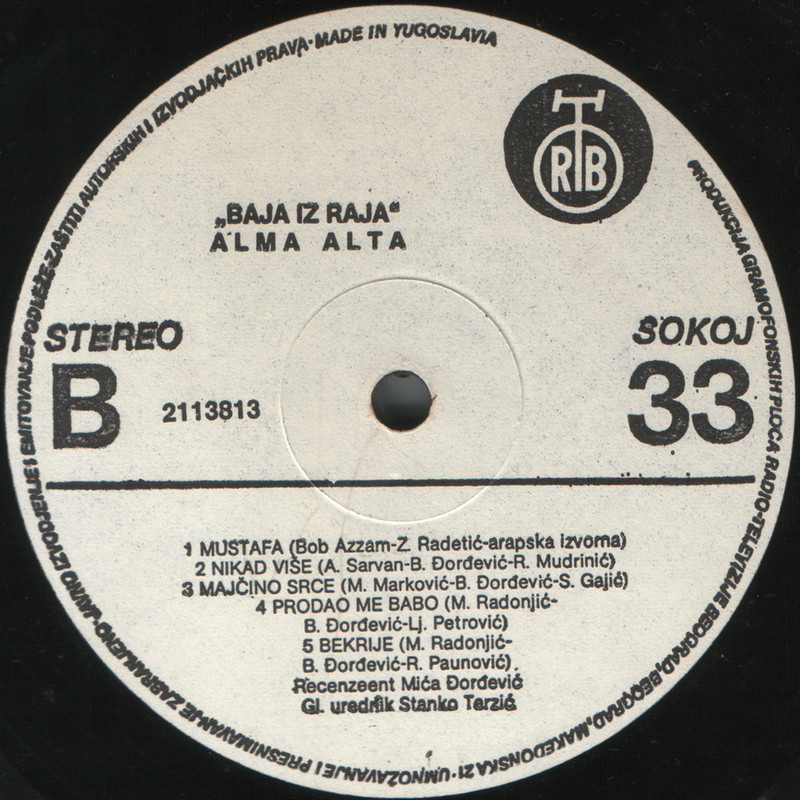 PRODUKCIJA GRAMOFONSKIH PLOČA RADIO-TELEVIZIJE BEOGRAD, BEOGRAD, MAKEDONSKA 21 · UMNOŽAVANJE I PRESNIMAVANJE ZABRANJENO-JAVNO IZVOĐENJE I EMITOVANJE PODLEŽE ZAŠTITI AUTORSKIH I IZVODJAČKIH PRAVA · MADE IN YUGOSLAVIA
RTB
„BAJA IZ RAJA“
ALMA ALTA
STEREO
SOKOJ
B
2113813
33
1 MUSTAFA (Bob Azzam-Z. Radetić-arapska izvorna)
2 NIKAD VIŠE (A. Sarvan-B. Đorđević-R. Mudrinić)
3 MAJČINO SRCE (M. Marković-B. Đorđević-S. Gajić)
4 PRODAO ME BABO (M. Radonjić-
B. Đorđević-Lj. Petrović)
5 BEKRIJE (M. Radonjić-
B. Đorđević-R. Paunović)
Recenzeent Mića Đorđević
Gl. urednik Stanko Terzić